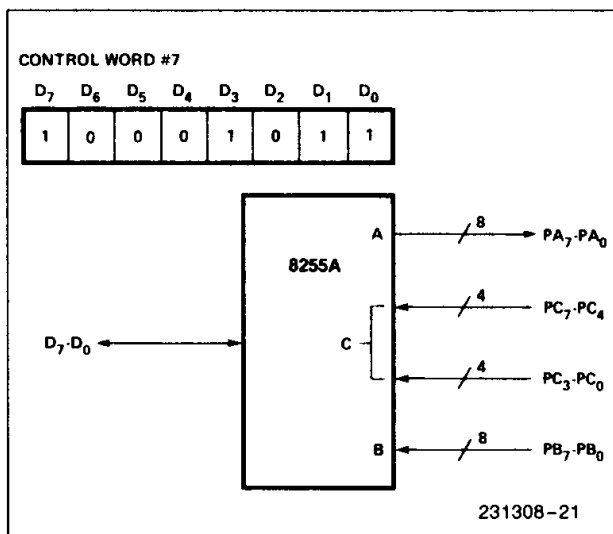 CONTROL WORD #7
D7 D6 D5 D4 D3 D2 D1 D0
1 0 0 0 1 0 1 1
A 8 PA7-PA0
8255A
4 PC7-PC4
D7-D0 C
4 PC3-PC0
B 8 PB7-PB0
231308-21